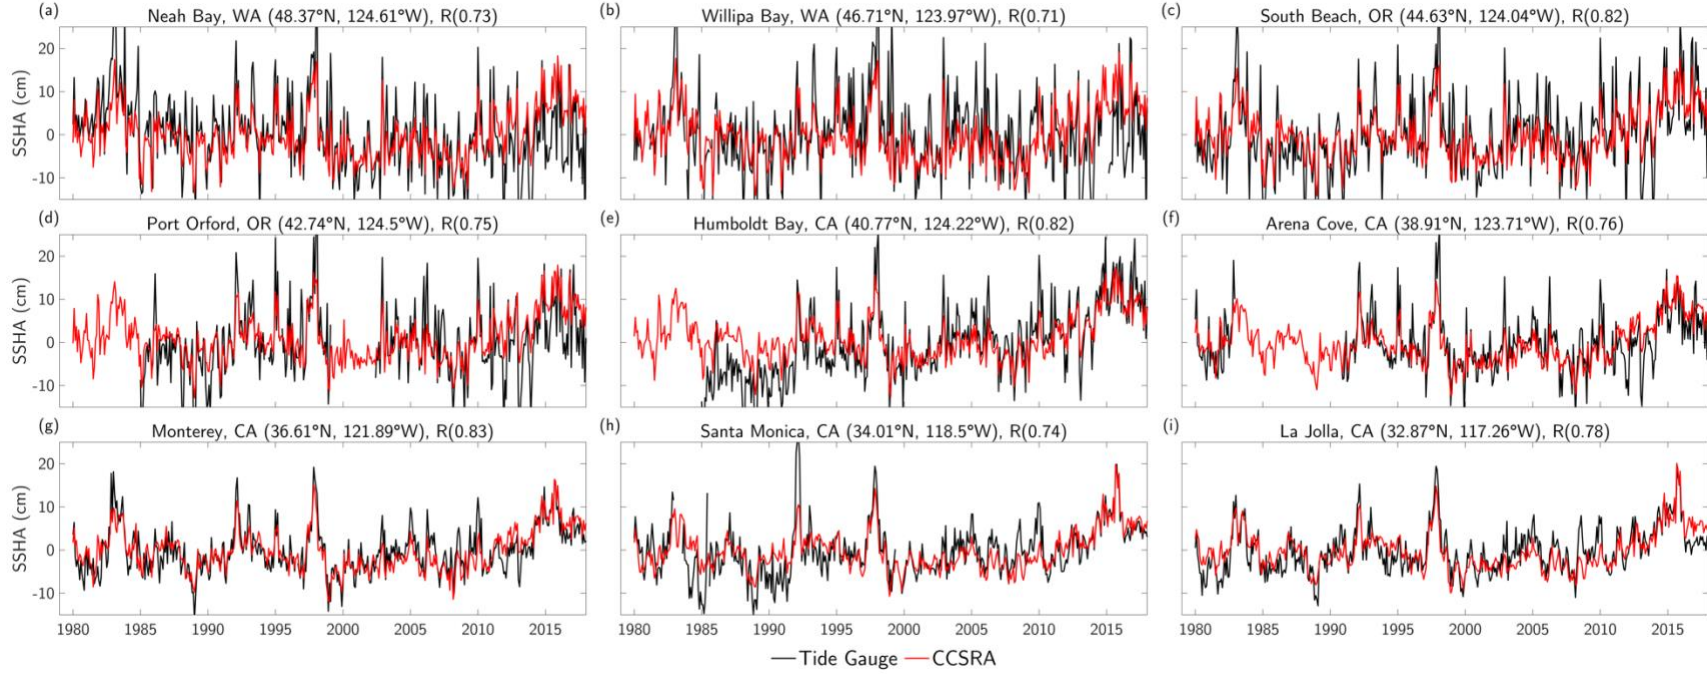 (a) Neah Bay, WA (48.37°N, 124.61°W), R(0.73)
(b) Willipa Bay, WA (46.71°N, 123.97°W), R(0.71)
(c) South Beach, OR (44.63°N, 124.04°W), R(0.82)
SSHA (cm)
20
10
0
-10
(d) Port Orford, OR (42.74°N, 124.5°W), R(0.75)
(e) Humboldt Bay, CA (40.77°N, 124.22°W), R(0.82)
(f) Arena Cove, CA (38.91°N, 123.71°W), R(0.76)
SSHA (cm)
20
10
0
-10
(g) Monterey, CA (36.61°N, 121.89°W), R(0.83)
(h) Santa Monica, CA (34.01°N, 118.5°W), R(0.74)
(i) La Jolla, CA (32.87°N, 117.26°W), R(0.78)
SSHA (cm)
20
10
0
-10
1980 1985 1990 1995 2000 2005 2010 2015
1980 1985 1990 1995 2000 2005 2010 2015
1980 1985 1990 1995 2000 2005 2010 2015
Tide Gauge CCSRA